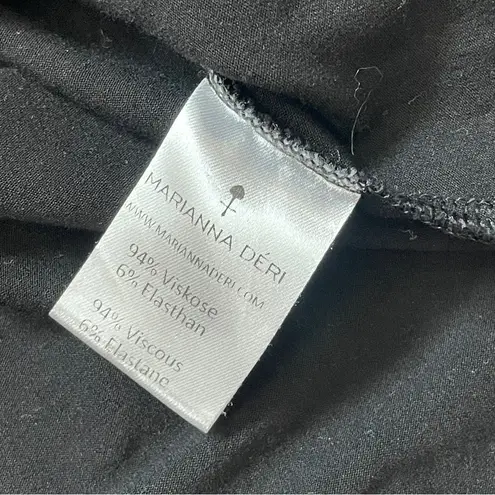 MARIANNA DÉRI
WWW.MARIANNADERI.COM
94% Viskose
6% Elasthan
94% Viscous
6% Elastane